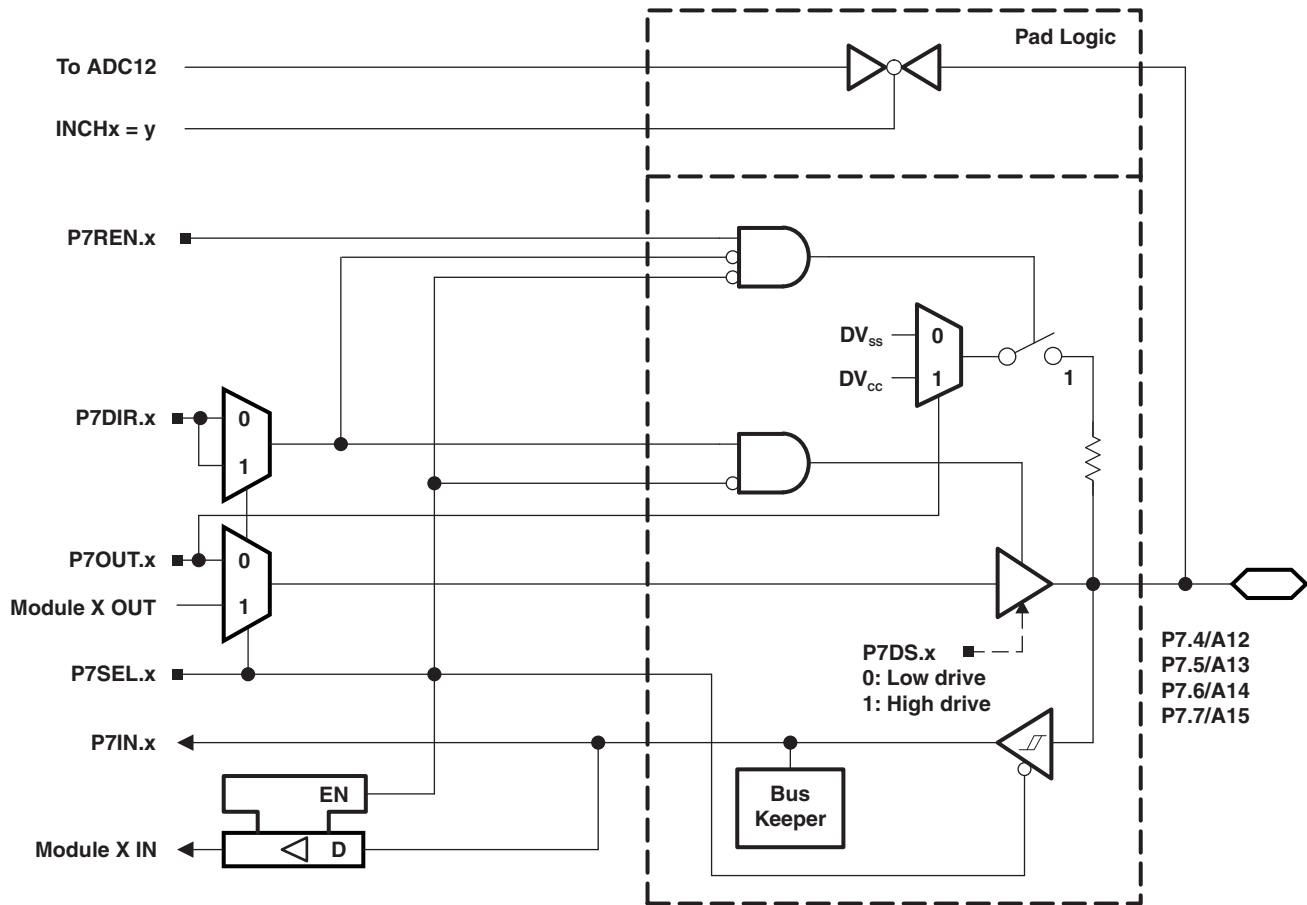 Pad Logic
To ADC12
INCHx = y
P7REN.x
DVSS
0
DVCC
1
1
P7DIR.x
0
1
P7OUT.x
0
Module X OUT
1
P7SEL.x
P7DS.x
0: Low drive
1: High drive
P7.4/A12
P7.5/A13
P7.6/A14
P7.7/A15
P7IN.x
EN
Bus
Keeper
Module X IN
D